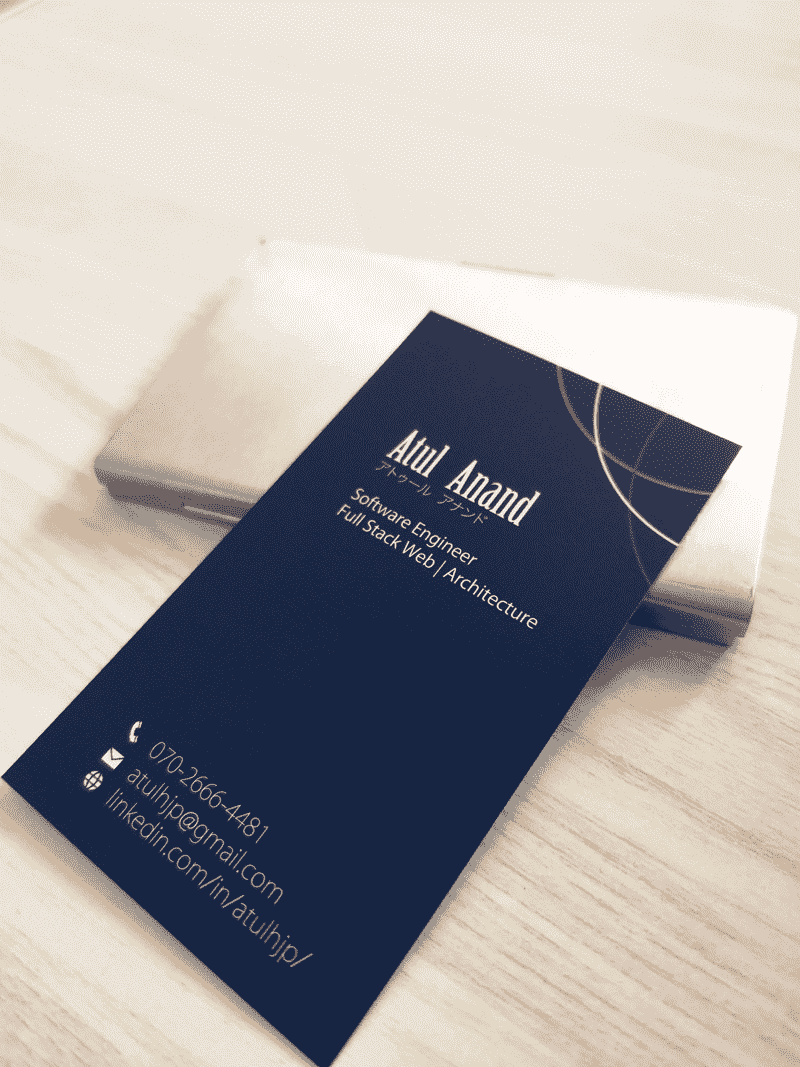 Atul Anand
アトゥール アナンド
Software Engineer
Full Stack Web | Architecture
070-2666-4481
atulhjp@gmail.com
linkedin.com/in/atulhjp/